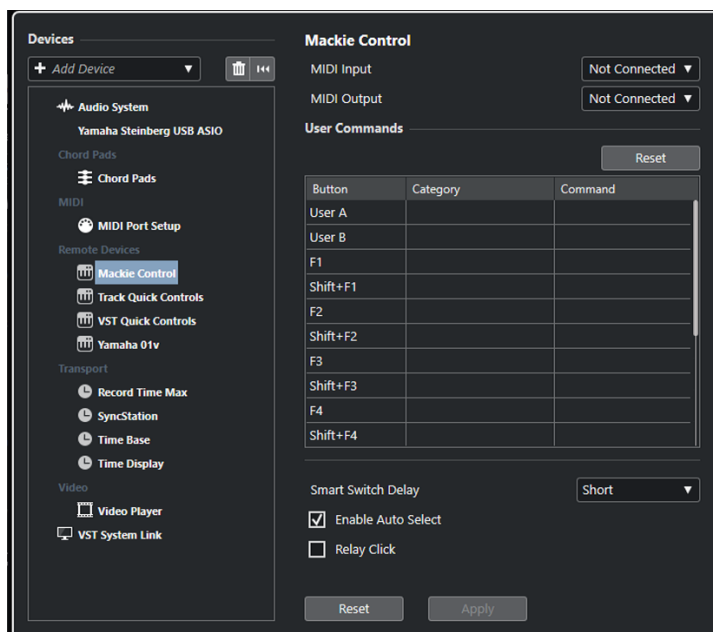 Devices
+ Add Device
Audio System
Yamaha Steinberg USB ASIO
Chord Pads
Chord Pads
MIDI
MIDI Port Setup
Remote Devices
Mackie Control
Track Quick Controls
VST Quick Controls
Yamaha 01v
Transport
Record Time Max
SyncStation
Time Base
Time Display
Video
Video Player
VST System Link
Mackie Control
MIDI Input Not Connected
MIDI Output Not Connected
User Commands
Reset
Button Category Command
User A
User B
F1
Shift+F1
F2
Shift+F2
F3
Shift+F3
F4
Shift+F4
Smart Switch Delay Short
Enable Auto Select
Relay Click
Reset Apply